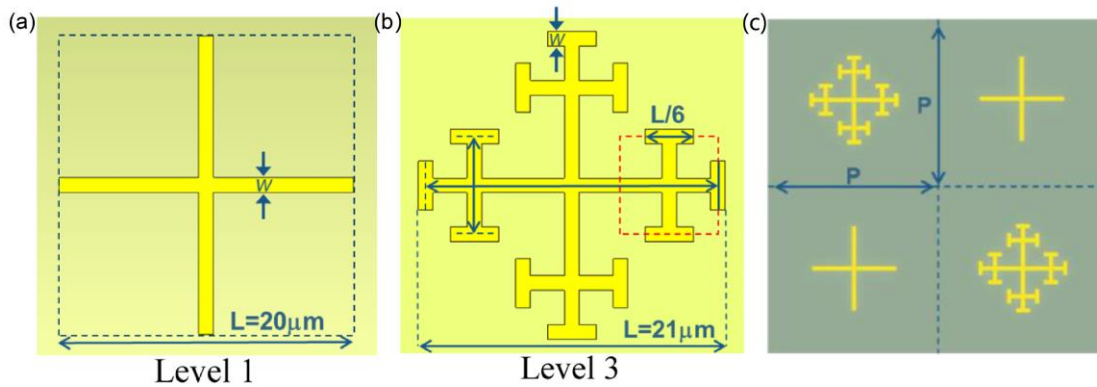 (a)
W
L=20μm
Level 1
(b)
W
L/6
L=21μm
Level 3
(c)
P
P